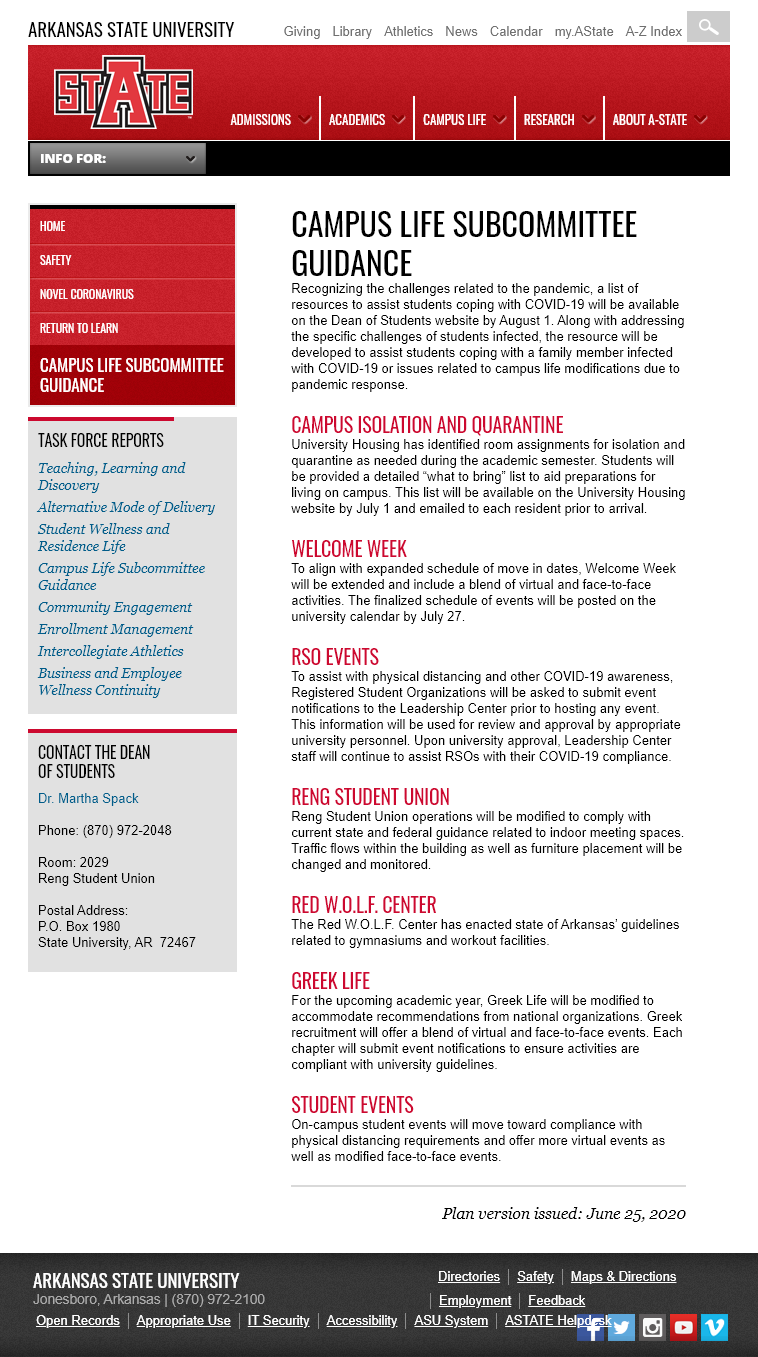 ARKANSAS STATE UNIVERSITY
Giving Library Athletics News Calendar my.AState A-Z Index
STATE
ADMISSIONS ACADEMICS CAMPUS LIFE RESEARCH ABOUT A-STATE
INFO FOR:
HOME
SAFETY
NOVEL CORONAVIRUS
RETURN TO LEARN
CAMPUS LIFE SUBCOMMITTEE
GUIDANCE
TASK FORCE REPORTS
Teaching, Learning and
Discovery
Alternative Mode of Delivery
Student Wellness and
Residence Life
Campus Life Subcommittee
Guidance
Community Engagement
Enrollment Management
Intercollegiate Athletics
Business and Employee
Wellness Continuity
CONTACT THE DEAN
OF STUDENTS
Dr. Martha Spack
Phone: (870) 972-2048
Room: 2029
Reng Student Union
Postal Address:
P.O. Box 1980
State University, AR  72467
CAMPUS LIFE SUBCOMMITTEE
GUIDANCE
Recognizing the challenges related to the pandemic, a list of
resources to assist students coping with COVID-19 will be available
on the Dean of Students website by August 1. Along with addressing
the specific challenges of students infected, the resource will be
developed to assist students coping with a family member infected
with COVID-19 or issues related to campus life modifications due to
pandemic response.
CAMPUS ISOLATION AND QUARANTINE
University Housing has identified room assignments for isolation and
quarantine as needed during the academic semester. Students will
be provided a detailed “what to bring” list to aid preparations for
living on campus. This list will be available on the University Housing
website by July 1 and emailed to each resident prior to arrival.
WELCOME WEEK
To align with expanded schedule of move in dates, Welcome Week
will be extended and include a blend of virtual and face-to-face
activities. The finalized schedule of events will be posted on the
university calendar by July 27.
RSO EVENTS
To assist with physical distancing and other COVID-19 awareness,
Registered Student Organizations will be asked to submit event
notifications to the Leadership Center prior to hosting any event.
This information will be used for review and approval by appropriate
university personnel. Upon university approval, Leadership Center
staff will continue to assist RSOs with their COVID-19 compliance.
RENG STUDENT UNION
Reng Student Union operations will be modified to comply with
current state and federal guidance related to indoor meeting spaces.
Traffic flows within the building as well as furniture placement will be
changed and monitored.
RED W.O.L.F. CENTER
The Red W.O.L.F. Center has enacted state of Arkansas’ guidelines
related to gymnasiums and workout facilities.
GREEK LIFE
For the upcoming academic year, Greek Life will be modified to
accommodate recommendations from national organizations. Greek
recruitment will offer a blend of virtual and face-to-face events. Each
chapter will submit event notifications to ensure activities are
compliant with university guidelines.
STUDENT EVENTS
On-campus student events will move toward compliance with
physical distancing requirements and offer more virtual events as
well as modified face-to-face events.
Plan version issued: June 25, 2020
ARKANSAS STATE UNIVERSITY
Jonesboro, Arkansas | (870) 972-2100
Directories Safety Maps & Directions
Employment Feedback
Open Records Appropriate Use IT Security Accessibility ASU System ASTATE Helpdesk